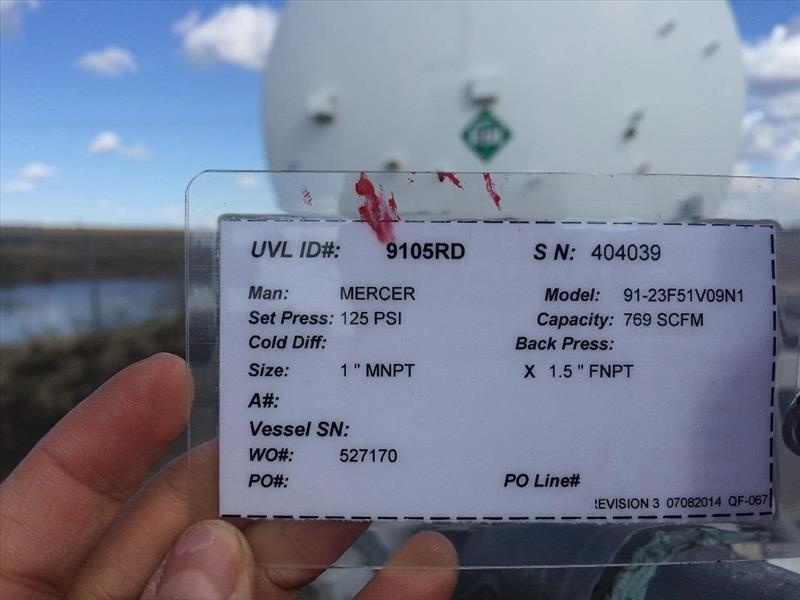 UVL ID#: 9105RD S N: 404039
Man: MERCER Model: 91-23F51V09N1
Set Press: 125 PSI Capacity: 769 SCFM
Cold Diff: Back Press:
Size: 1 " MNPT X 1.5 " FNPT
A#:
Vessel SN:
WO#: 527170
PO#: PO Line#
EVISION 3 07082014 QF-067